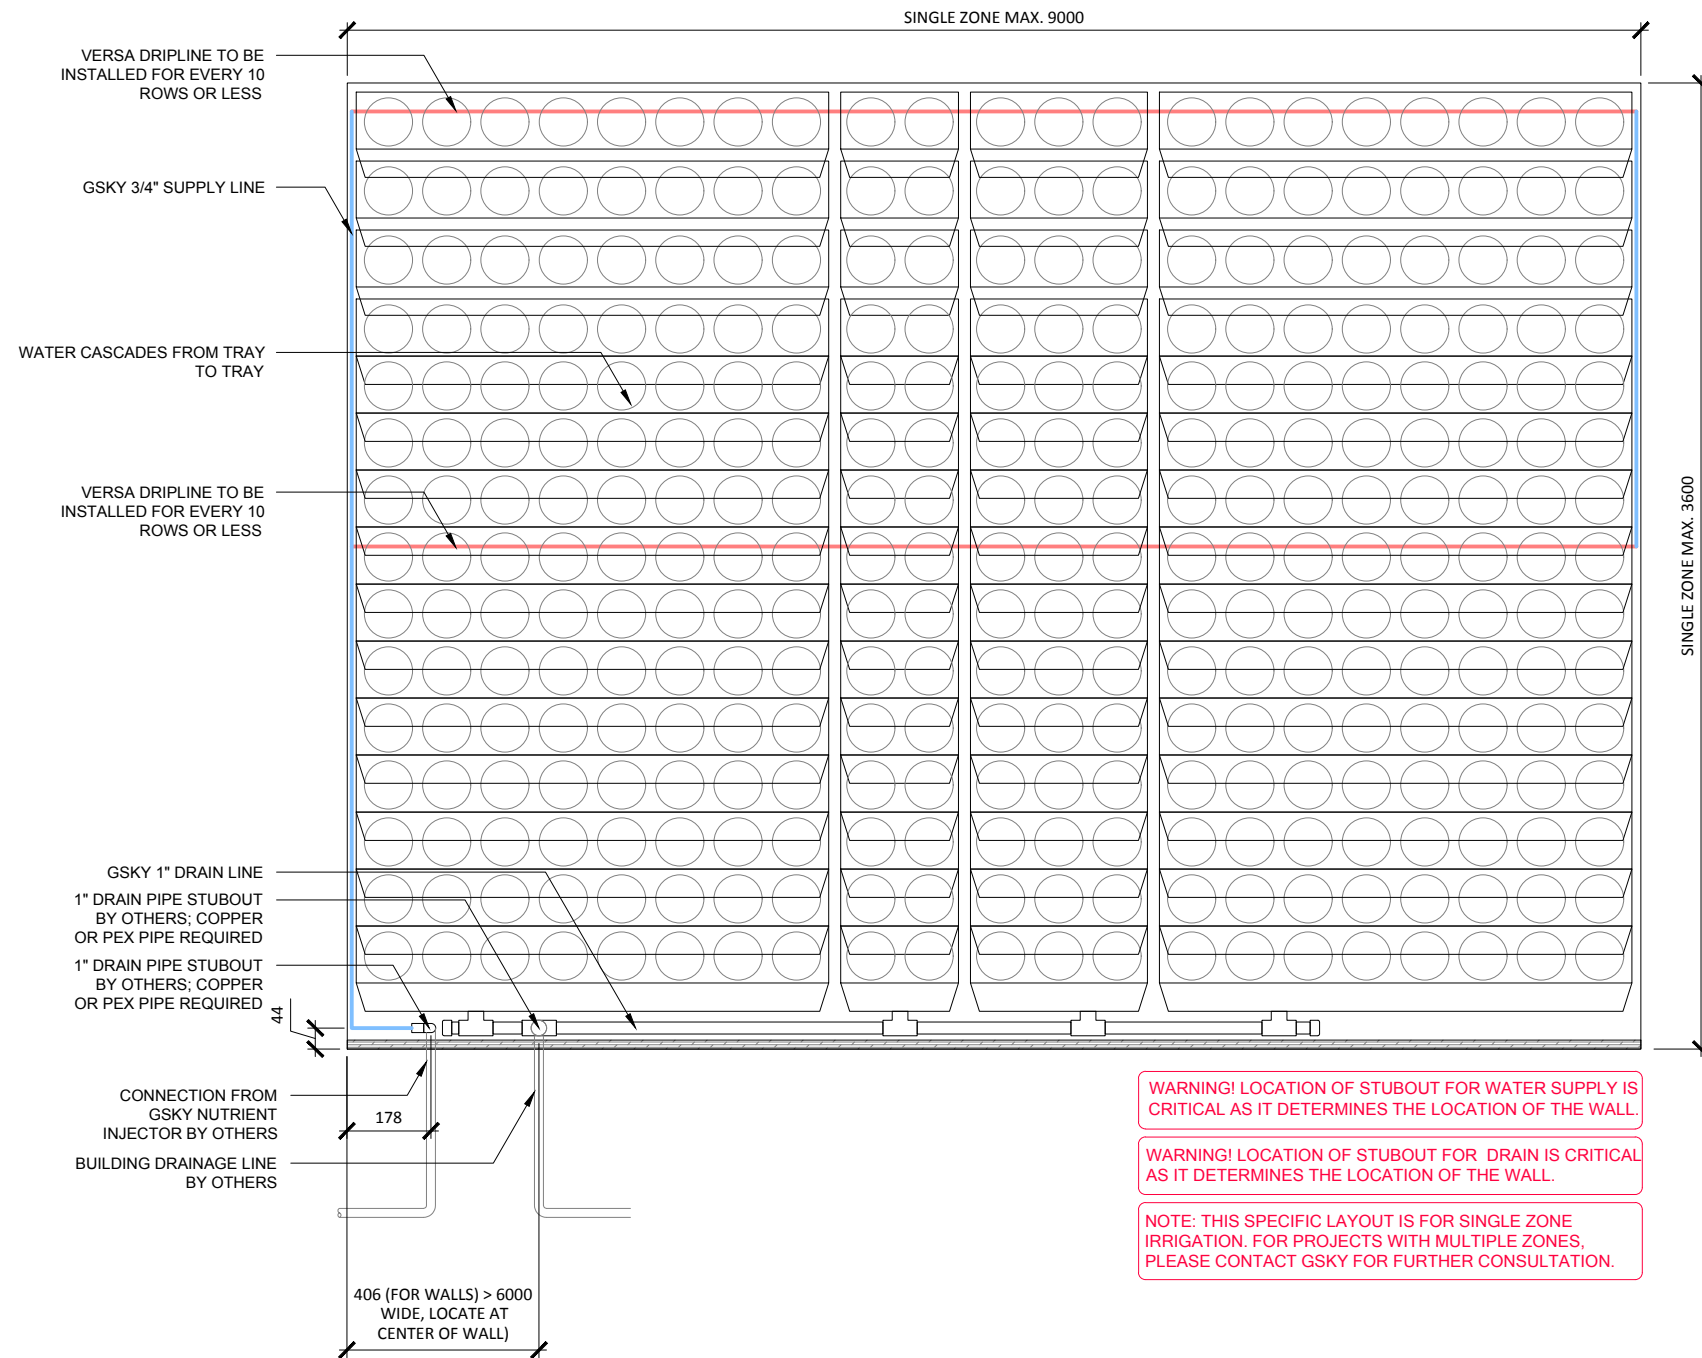 SINGLE ZONE MAX. 9000
VERSA DRIPLINE TO BE
INSTALLED FOR EVERY 10
ROWS OR LESS
GSKY 3/4" SUPPLY LINE
WATER CASCADES FROM TRAY
TO TRAY
VERSA DRIPLINE TO BE
INSTALLED FOR EVERY 10
ROWS OR LESS
SINGLE ZONE MAX. 3600
GSKY 1" DRAIN LINE
1" DRAIN PIPE STUBOUT
BY OTHERS; COPPER
OR PEX PIPE REQUIRED
1" DRAIN PIPE STUBOUT
BY OTHERS; COPPER
OR PEX PIPE REQUIRED
44
CONNECTION FROM
GSKY NUTRIENT
INJECTOR BY OTHERS
178
BUILDING DRAINAGE LINE
BY OTHERS
406 (FOR WALLS) > 6000
WIDE, LOCATE AT
CENTER OF WALL)
WARNING! LOCATION OF STUBOUT FOR WATER SUPPLY IS
CRITICAL AS IT DETERMINES THE LOCATION OF THE WALL.
WARNING! LOCATION OF STUBOUT FOR DRAIN IS CRITICAL
AS IT DETERMINES THE LOCATION OF THE WALL.
NOTE: THIS SPECIFIC LAYOUT IS FOR SINGLE ZONE
IRRIGATION. FOR PROJECTS WITH MULTIPLE ZONES,
PLEASE CONTACT GSKY FOR FURTHER CONSULTATION.